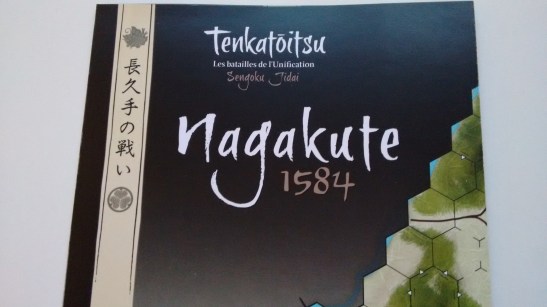 Tenkatōitsu
Les batailles de l'Unification
Sengoku Jidai
長久手の戦い
Nagakute
1584